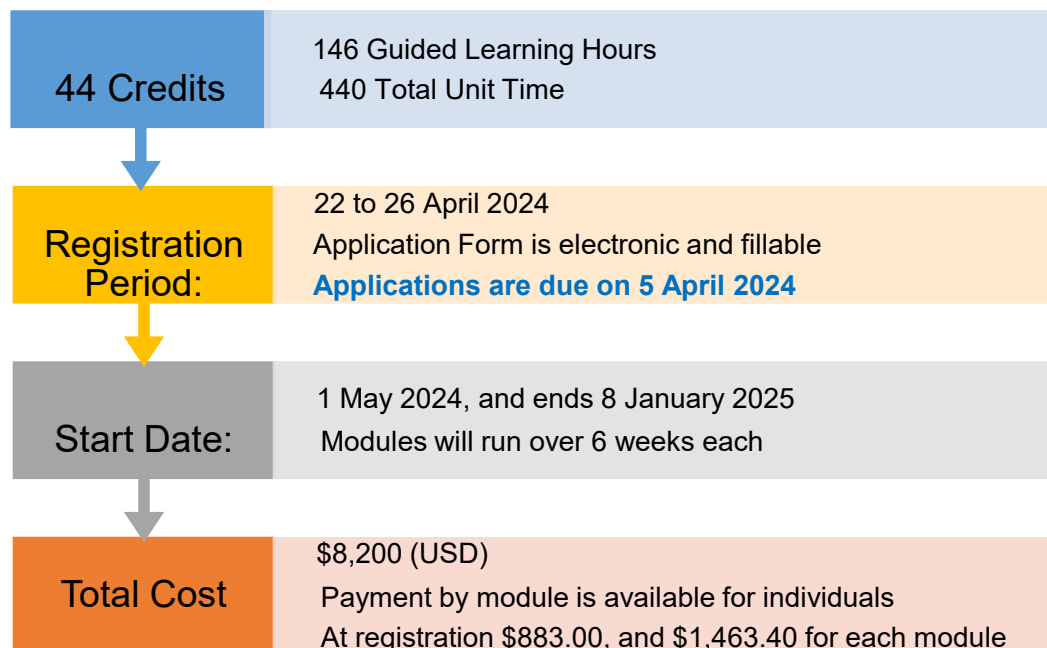 44 Credits
146 Guided Learning Hours
440 Total Unit Time
Registration
Period:
22 to 26 April 2024
Application Form is electronic and fillable
Applications are due on 5 April 2024
Start Date:
1 May 2024, and ends 8 January 2025
Modules will run over 6 weeks each
Total Cost
$8,200 (USD)
Payment by module is available for individuals
At registration $883.00, and $1,463.40 for each module